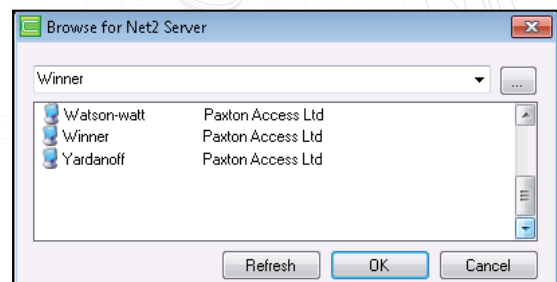 Browse for Net2 Server
Winner
...
Watson-watt Paxton Access Ltd
Winner Paxton Access Ltd
Yardanoff Paxton Access Ltd
Refresh OK Cancel